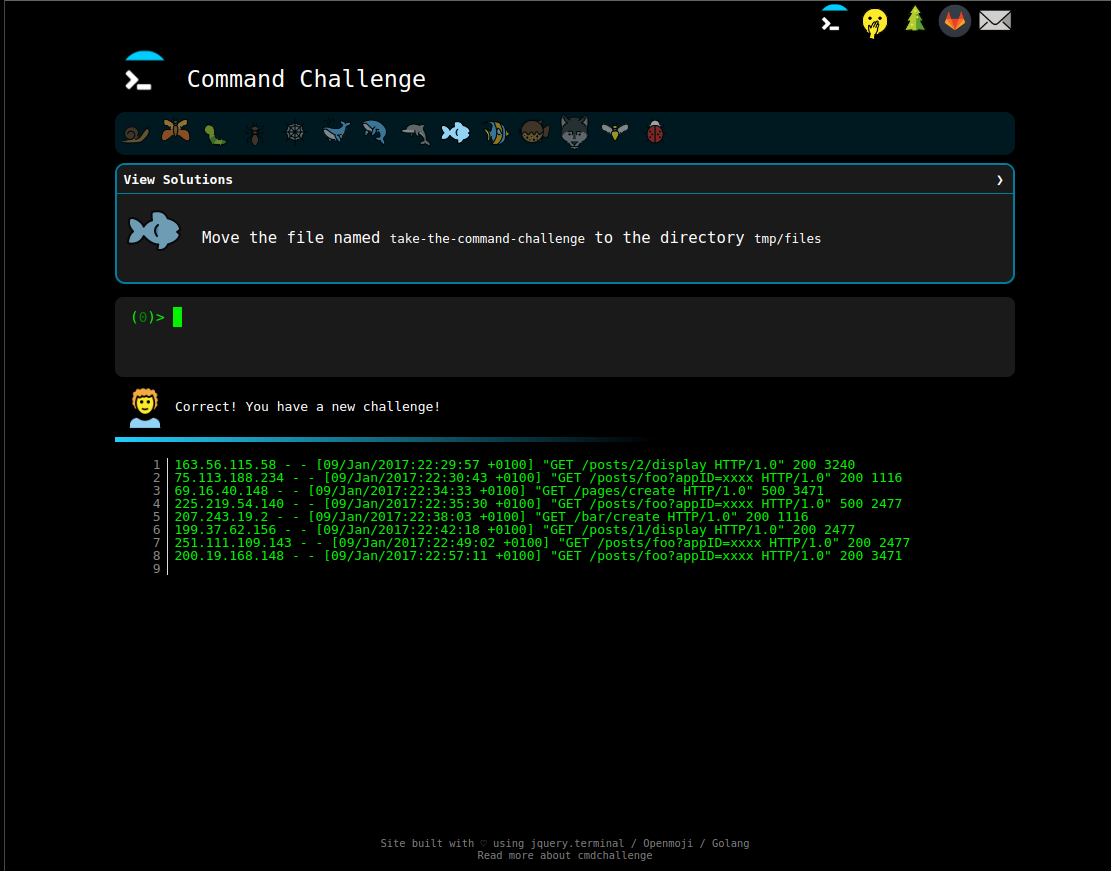 Command Challenge
View Solutions ❯
Move the file named take-the-command-challenge to the directory tmp/files
(0)>
Correct! You have a new challenge!
1 163.56.115.58 - - [09/Jan/2017:22:29:57 +0100] "GET /posts/2/display HTTP/1.0" 200 3240
2 75.113.188.234 - - [09/Jan/2017:22:30:43 +0100] "GET /posts/foo?appID=xxxx HTTP/1.0" 200 1116
3 69.16.40.148 - - [09/Jan/2017:22:34:33 +0100] "GET /pages/create HTTP/1.0" 500 3471
4 225.219.54.140 - - [09/Jan/2017:22:35:30 +0100] "GET /posts/foo?appID=xxxx HTTP/1.0" 500 2477
5 207.243.19.2 - - [09/Jan/2017:22:38:03 +0100] "GET /bar/create HTTP/1.0" 200 1116
6 199.37.62.156 - - [09/Jan/2017:22:42:18 +0100] "GET /posts/1/display HTTP/1.0" 200 2477
7 251.111.109.143 - - [09/Jan/2017:22:49:02 +0100] "GET /posts/foo?appID=xxxx HTTP/1.0" 200 2477
8 200.19.168.148 - - [09/Jan/2017:22:57:11 +0100] "GET /posts/foo?appID=xxxx HTTP/1.0" 200 3471
9
Site built with ♡ using jquery.terminal / Openmoji / Golang
Read more about cmdchallenge